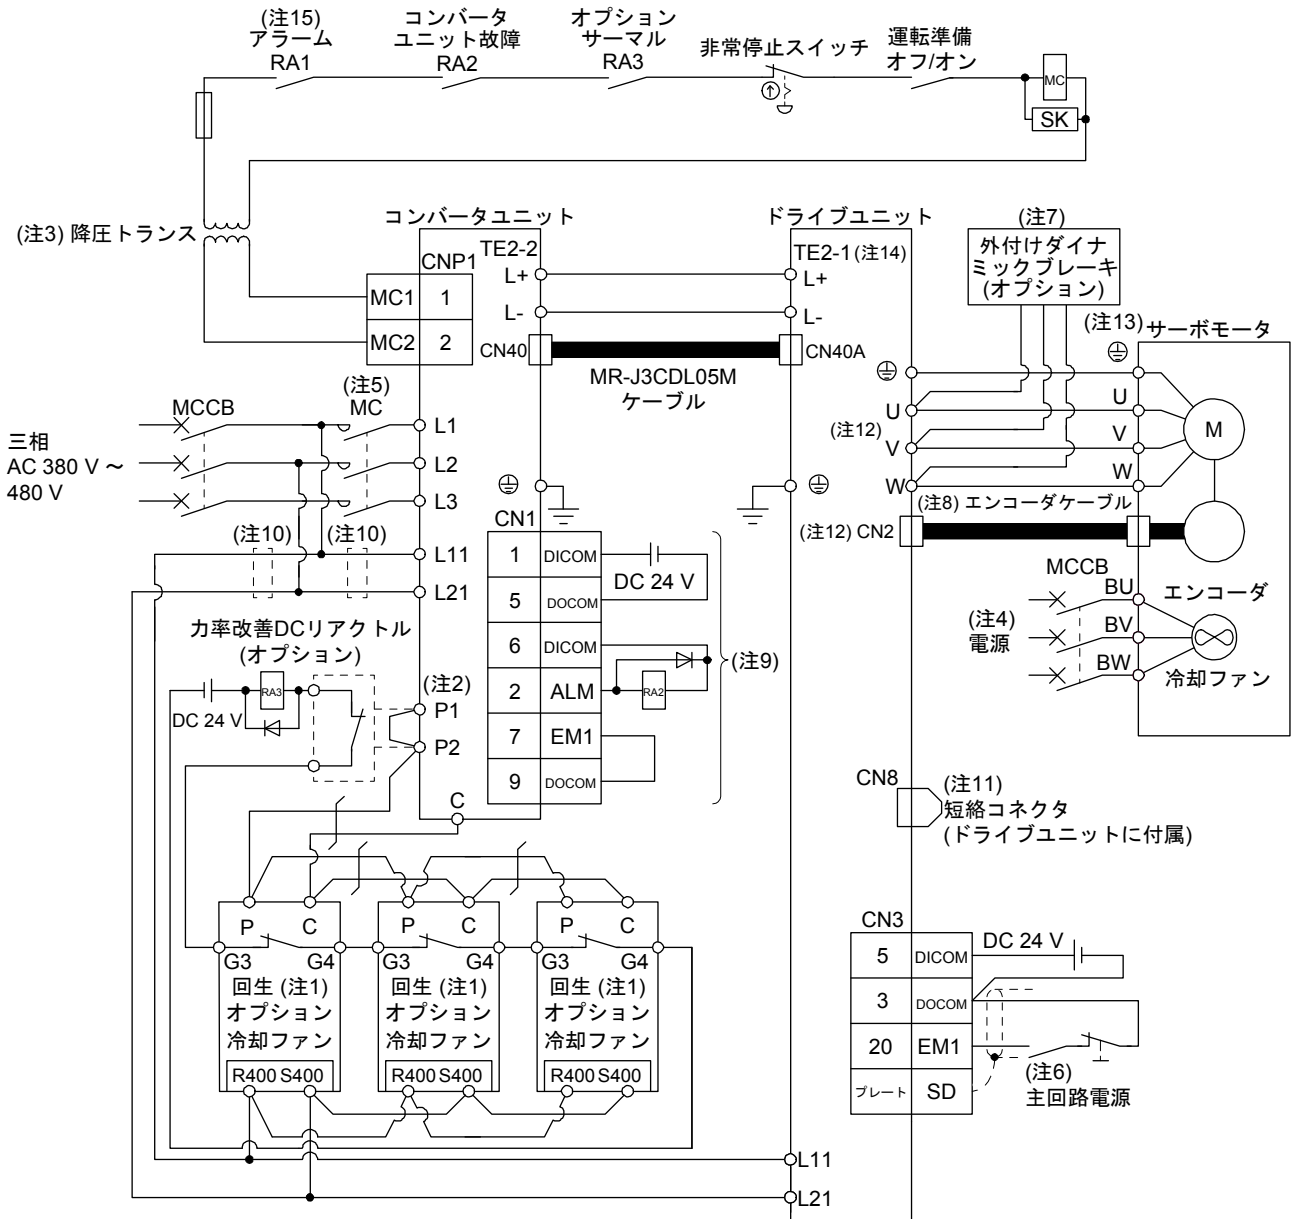 (注15)
アラーム
RA1
コンバータ
ユニット故障
RA2
オプション
サーマル
RA3
非常停止スイッチ
運転準備
オフ/オン
MC
SK
(注3) 降圧トランス
コンバータユニット
ドライブユニット
(注7)
外付けダイナ
ミックブレーキ
(オプション)
TE2-2
TE2-1 (注14)
CNP1
L+
L+
MC1
1
L-
L-
MC2
2
CN40
CN40A
MR-J3CDL05M
ケーブル
(注13)
サーボモータ
(注5)
MC
MCCB
三相
AC 380 V ～
480 V
L1
L2
L3
U
V
W
(注12)
U
V
W
M
(注8) エンコーダケーブル
(注12) CN2
(注10)
(注10)
L11
L21
CN1
1
DICOM
5
DOCOM
DC 24 V
6
DICOM
2
ALM
RA2
7
EM1
9
DOCOM
(注9)
MCCB
BU
BV
BW
(注4)
電源
エンコーダ
冷却ファン
力率改善DCリアクトル
(オプション)
RA3
DC 24 V
(注2)
P1
P2
C
CN8
(注11)
短絡コネクタ
(ドライブユニットに付属)
P
C
P
C
P
C
G3
G4
G3
G4
G3
G4
回生 (注1)
オプション
冷却ファン
R400 S400
回生 (注1)
オプション
冷却ファン
R400 S400
回生 (注1)
オプション
冷却ファン
R400 S400
CN3
5
DICOM
DC 24 V
3
DOCOM
20
EM1
プレート
SD
(注6)
主回路電源
L11
L21